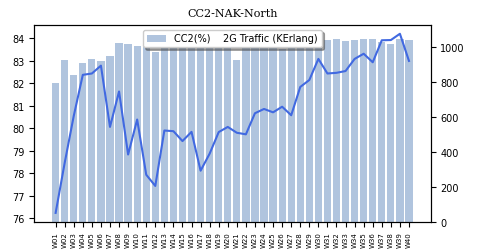 CC2-NAK-North
CC2(%) 2G Traffic (KErlang)
84
83
82
81
80
79
78
77
76
1000
800
600
400
200
0
W01
W02
W03
W04
W05
W06
W07
W08
W09
W10
W11
W12
W13
W14
W15
W16
W17
W18
W19
W20
W21
W22
W23
W24
W25
W26
W27
W28
W29
W30
W31
W32
W33
W34
W35
W36
W37
W38
W39
W40